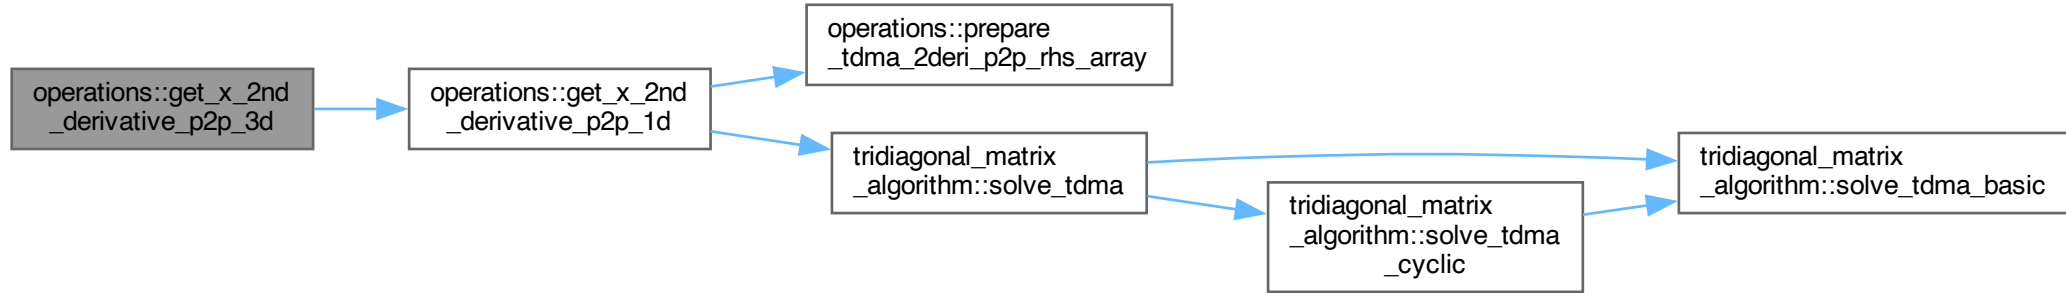 operations::get_x_2nd
_derivative_p2p_3d
operations::get_x_2nd
_derivative_p2p_1d
operations::prepare
_tdma_2deri_p2p_rhs_array
tridiagonal_matrix
_algorithm::solve_tdma
tridiagonal_matrix
_algorithm::solve_tdma
_cyclic
tridiagonal_matrix
_algorithm::solve_tdma_basic